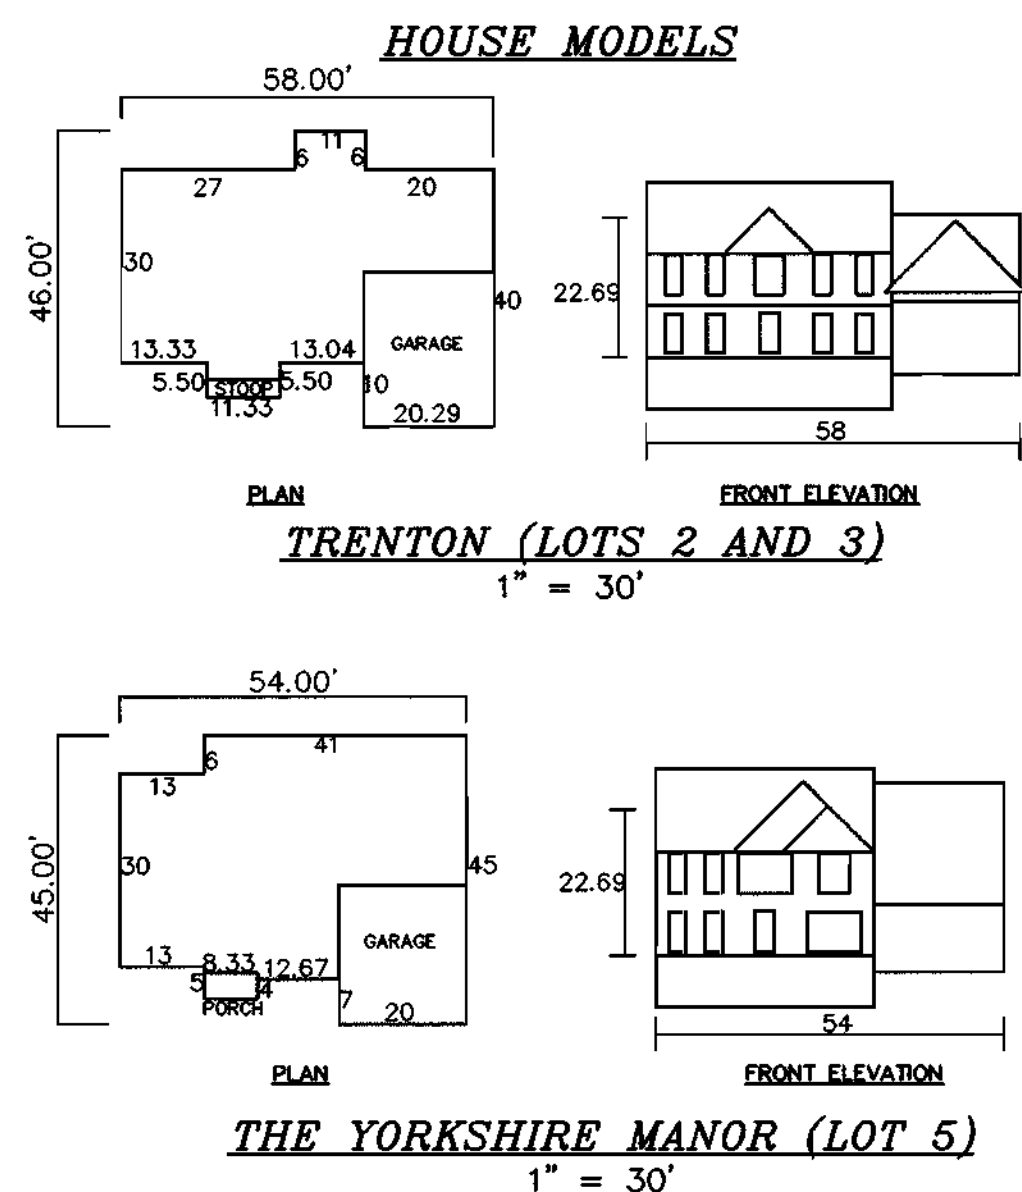 HOUSE MODELS
58.00'
11
6 6
27 20
46.00'
30
40
GARAGE
13.33 13.04
5.50 STOOP 5.50
10
11.33 20.29
22.69
58
PLAN
FRONT ELEVATION
TRENTON (LOTS 2 AND 3)
1" = 30'
54.00'
41
6
13
45.00'
30
45
GARAGE
13 8.33 12.67
5 4
PORCH
7
20
22.69
54
PLAN
FRONT ELEVATION
THE YORKSHIRE MANOR (LOT 5)
1" = 30'